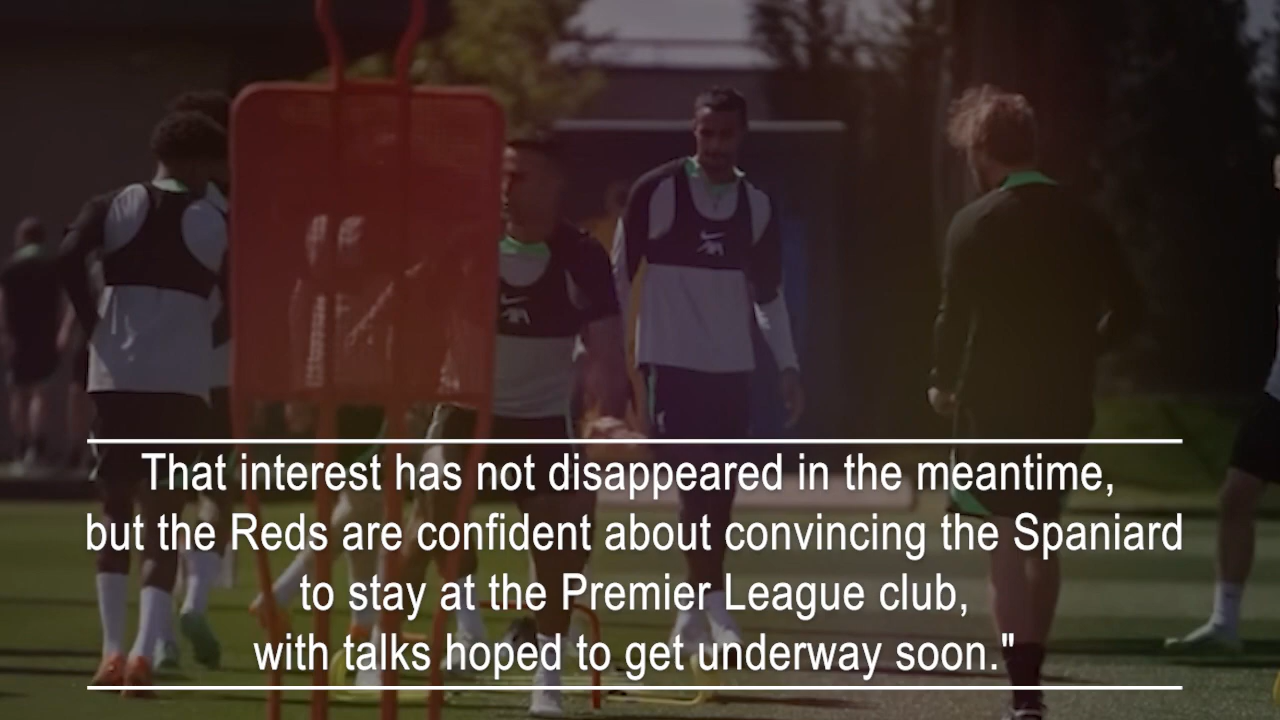 That interest has not disappeared in the meantime,
but the Reds are confident about convincing the Spaniard
to stay at the Premier League club,
with talks hoped to get underway soon."